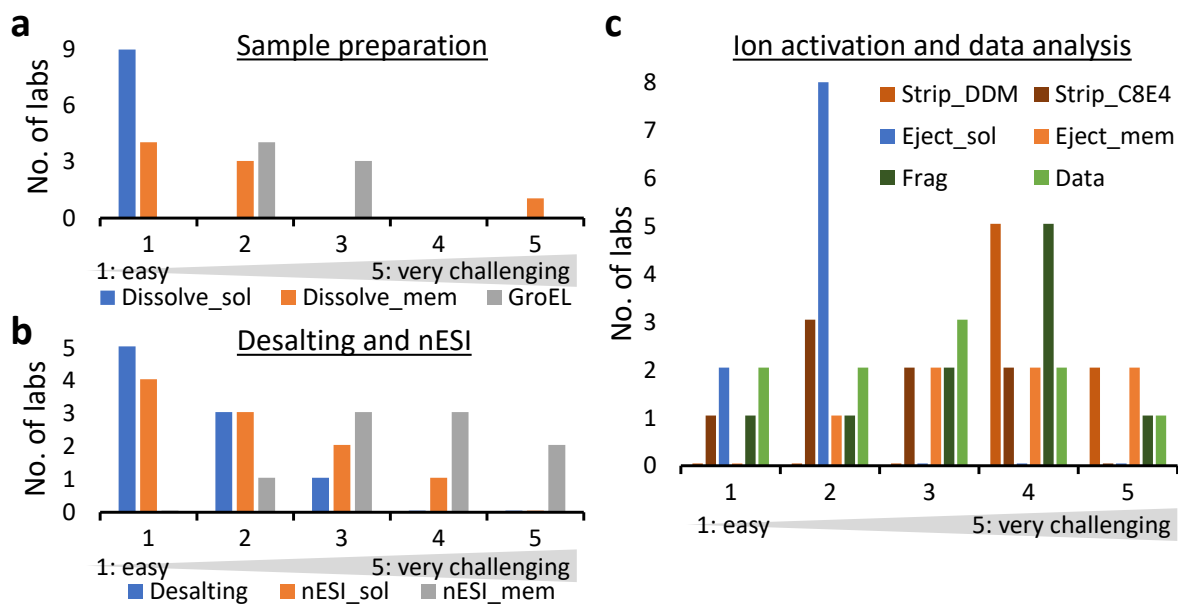 a
Sample preparation
No. of labs
9
6
3
0
1 2 3 4 5
1: easy 5: very challenging
Dissolve_sol Dissolve_mem GroEL
b
Desalting and nESI
No. of labs
5
4
3
2
1
0
1 2 3 4 5
1: easy 5: very challenging
Desalting nESI_sol nESI_mem
c
Ion activation and data analysis
No. of labs
8
7
6
5
4
3
2
1
0
Strip_DDM Strip_C8E4
Eject_sol Eject_mem
Frag Data
1 2 3 4 5
1: easy 5: very challenging